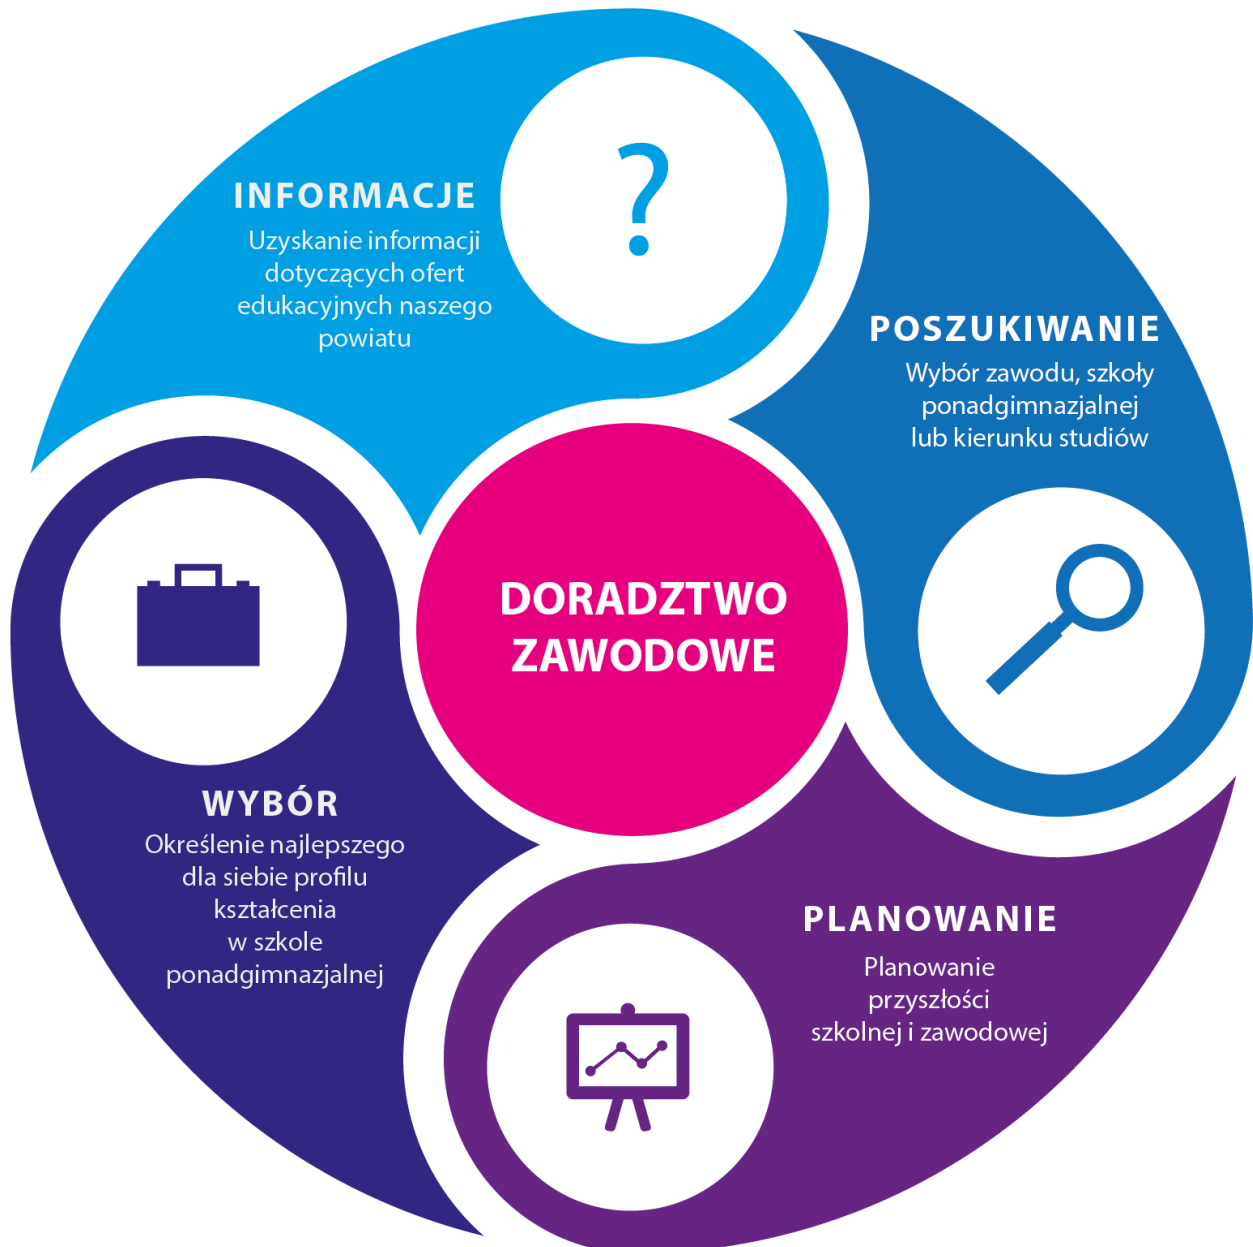 INFORMACJE
Uzyskanie informacji
dotyczących ofert
edukacyjnych naszego
powiatu
?
POSZUKIWANIE
Wybór zawodu, szkoły
ponadgimnazjalnej
lub kierunku studiów
DORADZTWO
ZAWODOWE
WYBÓR
Określenie najlepszego
dla siebie profilu
kształcenia
w szkole
ponadgimnazjalnej
PLANOWANIE
Planowanie
przyszłości
szkolnej i zawodowej